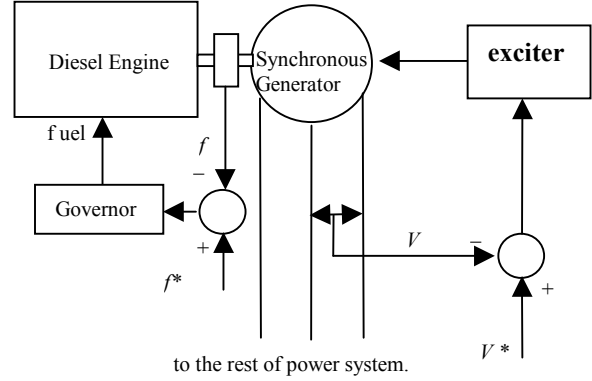 Diesel Engine
Synchronous
Generator
exciter
f uel
f
−
Governor
+
f*
V
−
+
V *
to the rest of power system.